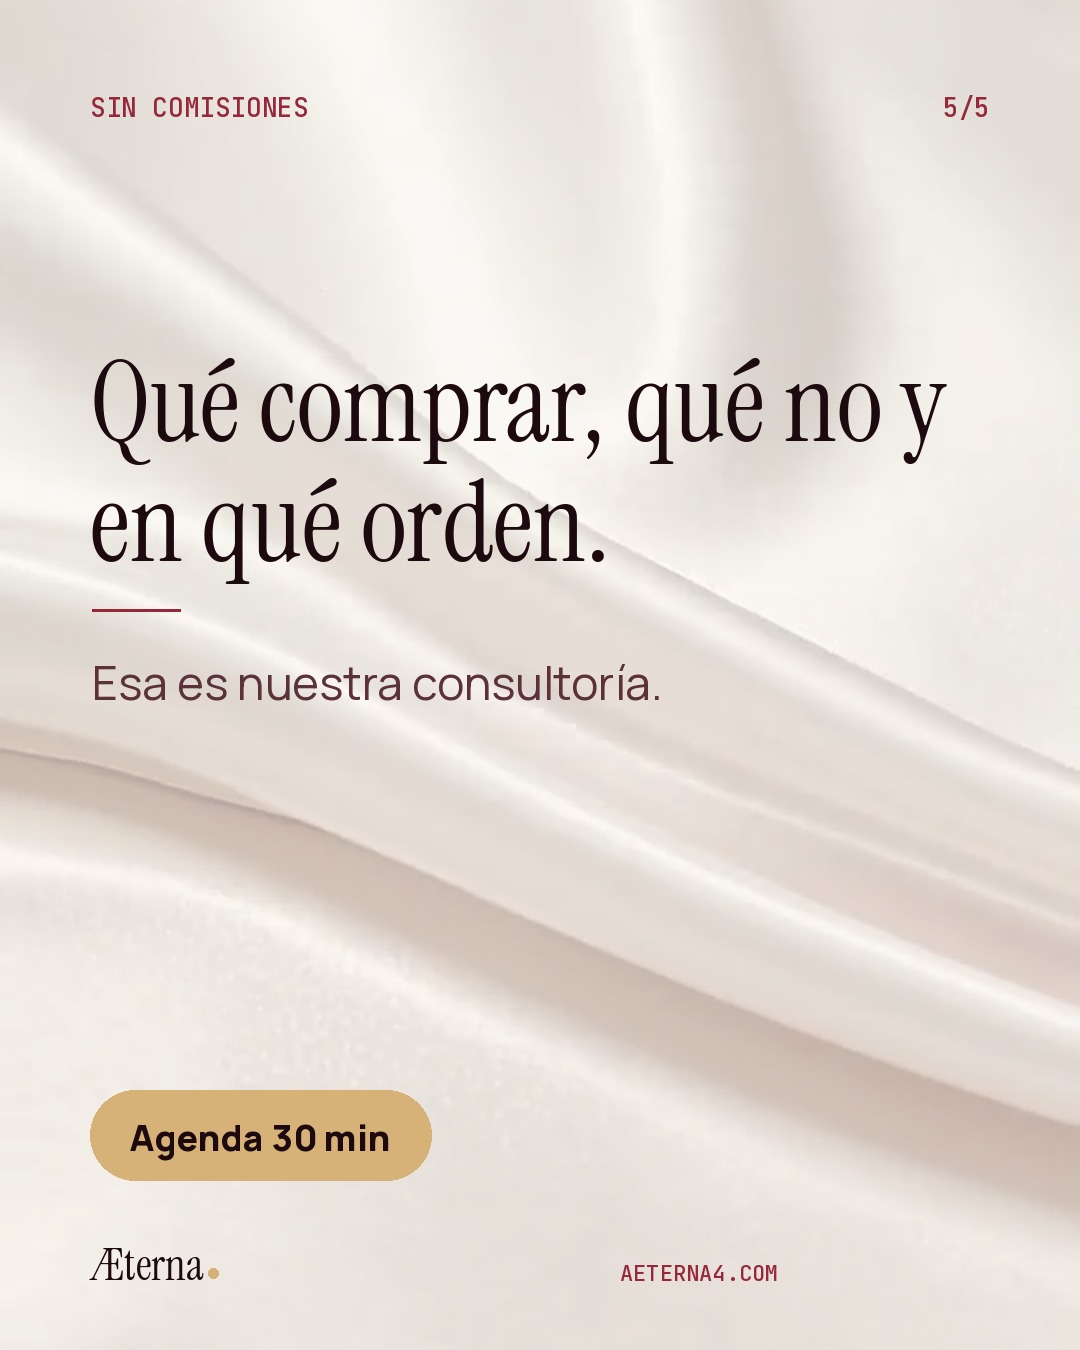 SIN COMISIONES
5/5
Qué comprar, qué no y
en qué orden.
Esa es nuestra consultoría.
Agenda 30 min
Æterna
AETERNA4.COM